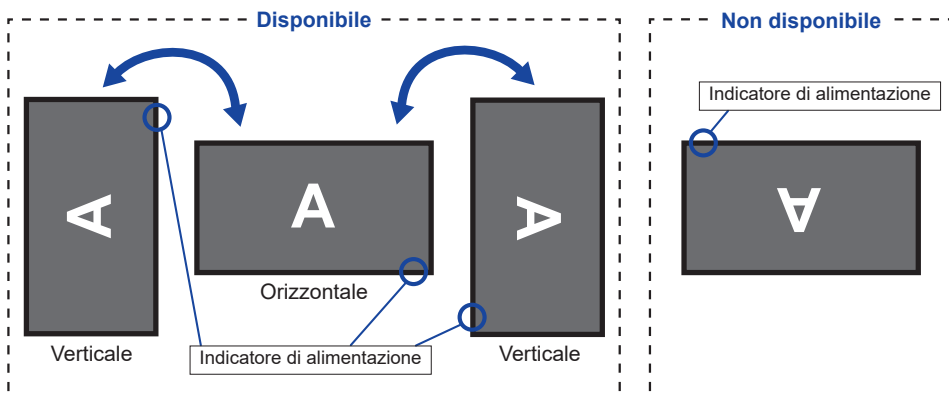 Disponibile
Non disponibile
Indicatore di alimentazione
A
A
A
A
Orizzontale
Verticale
Indicatore di alimentazione
Verticale